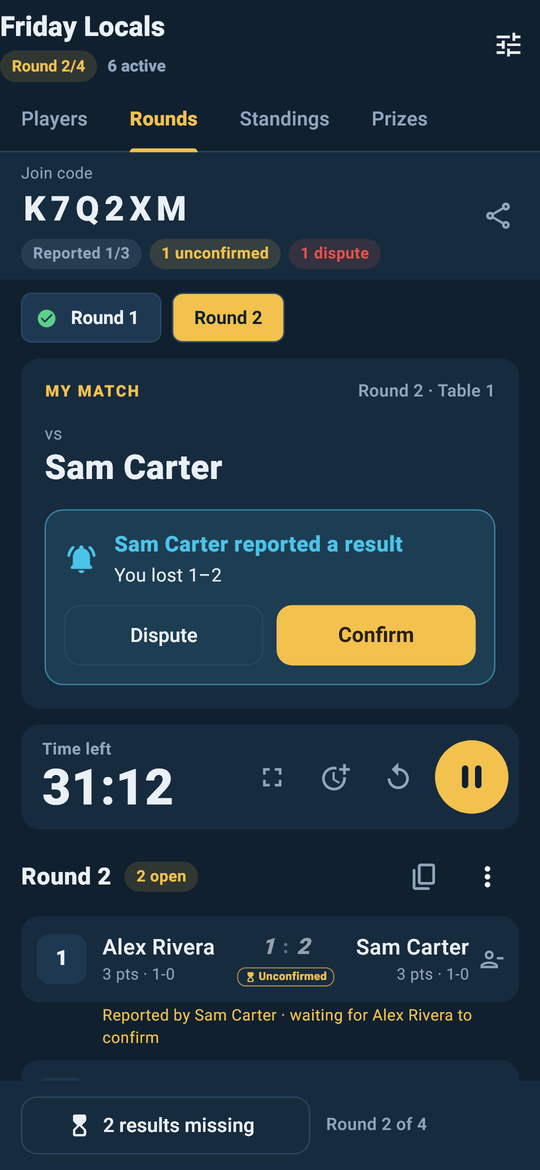 Friday Locals
Round 2/4 6 active
Players Rounds Standings Prizes
Join code
K7Q2XM
Reported 1/3 1 unconfirmed 1 dispute
Round 1 Round 2
MY MATCH Round 2 · Table 1
vs
Sam Carter
Sam Carter reported a result
You lost 1–2
Dispute Confirm
Time left
31:12
Round 2 2 open
1 Alex Rivera 1 : 2 Sam Carter
3 pts · 1-0 Unconfirmed 3 pts · 1-0
Reported by Sam Carter · waiting for Alex Rivera to
confirm
2 results missing Round 2 of 4